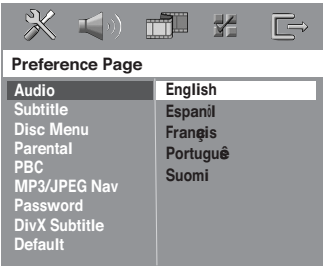 Preference Page
Audio
Subtitle
Disc Menu
Parental
PBC
MP3/JPEG Nav
Password
DivX Subtitle
Default
English
Espanõl
Français
Portuguê
Suomi